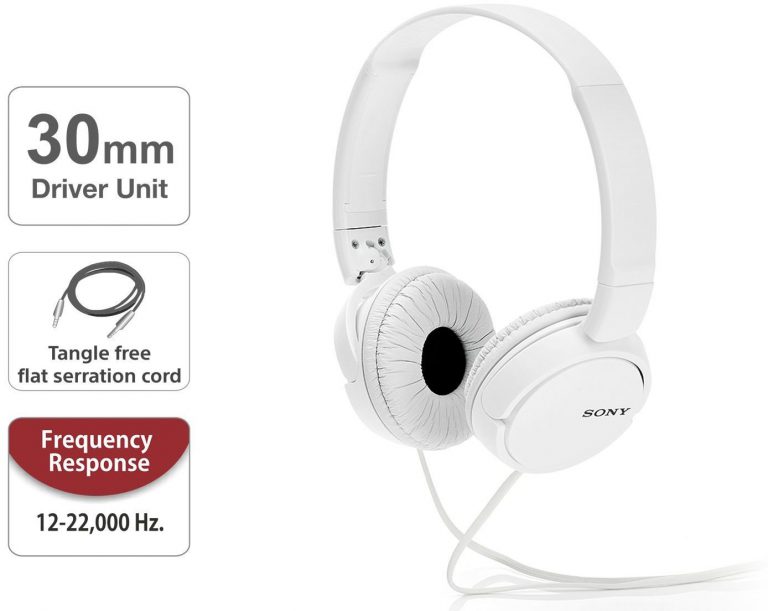 30mm
Driver Unit
Tangle free
flat serration cord
Frequency
Response
12-22,000 Hz.
SONY